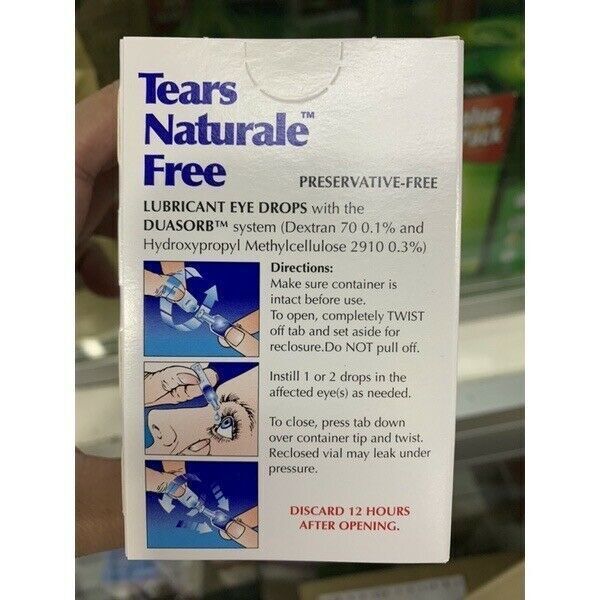 Tears
Naturale™
Free
PRESERVATIVE-FREE
LUBRICANT EYE DROPS with the
DUASORB™ system (Dextran 70 0.1% and
Hydroxypropyl Methylcellulose 2910 0.3%)
Directions:
Make sure container is
intact before use.
To open, completely TWIST
off tab and set aside for
reclosure.Do NOT pull off.
Instill 1 or 2 drops in the
affected eye(s) as needed.
To close, press tab down
over container tip and twist.
Reclosed vial may leak under
pressure.
DISCARD 12 HOURS
AFTER OPENING.